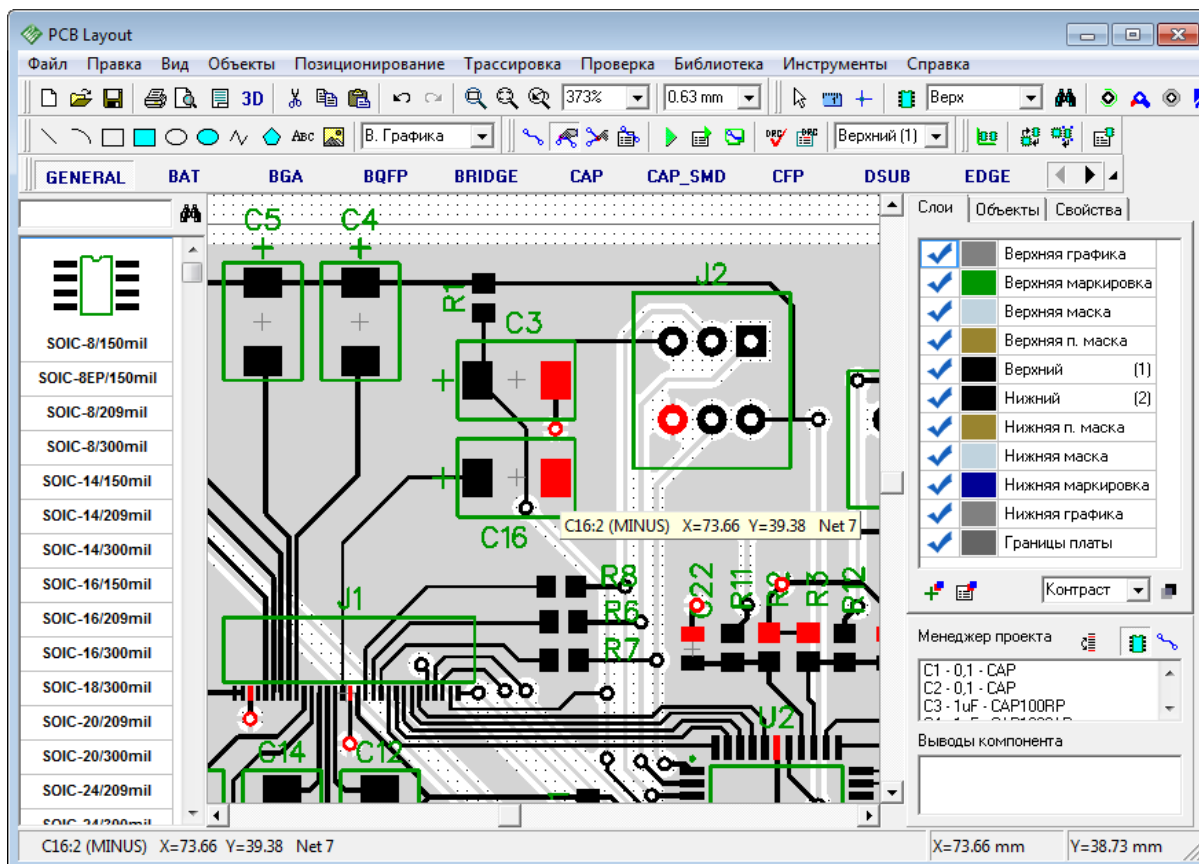 PCB Layout
Файл Правка Вид Объекты Позиционирование Трассировка Проверка Библиотека Инструменты Справка
3D 373% 0.63 mm Верх
ABC В. Графика DRC DRC Верхний (1)
GENERAL BAT BGA BQFP BRIDGE CAP CAP_SMD CFP DSUB EDGE
SOIC-8/150mil
SOIC-8EP/150mil
SOIC-8/209mil
SOIC-8/300mil
SOIC-14/150mil
SOIC-14/209mil
SOIC-14/300mil
SOIC-16/150mil
SOIC-16/209mil
SOIC-16/300mil
SOIC-18/300mil
SOIC-20/209mil
SOIC-20/300mil
SOIC-24/209mil
SOIC-24/300mil
C5 C4
J2
R1
C3
C16
C16:2 (MINUS) X=73.66 Y=39.38 Net 7
R8
R6
R7
J1
C22 R11 R2 R3 R12
U2
C14 C12
Слои Объекты Свойства
Верхняя графика
Верхняя маркировка
Верхняя маска
Верхняя п. маска
Верхний (1)
Нижний (2)
Нижняя п. маска
Нижняя маска
Нижняя маркировка
Нижняя графика
Границы платы
Контраст
Менеджер проекта
C1 - 0,1 - CAP
C2 - 0,1 - CAP
C3 - 1uF - CAP100RP
Выводы компонента
C16:2 (MINUS) X=73.66 Y=39.38 Net 7
X=73.66 mm Y=38.73 mm